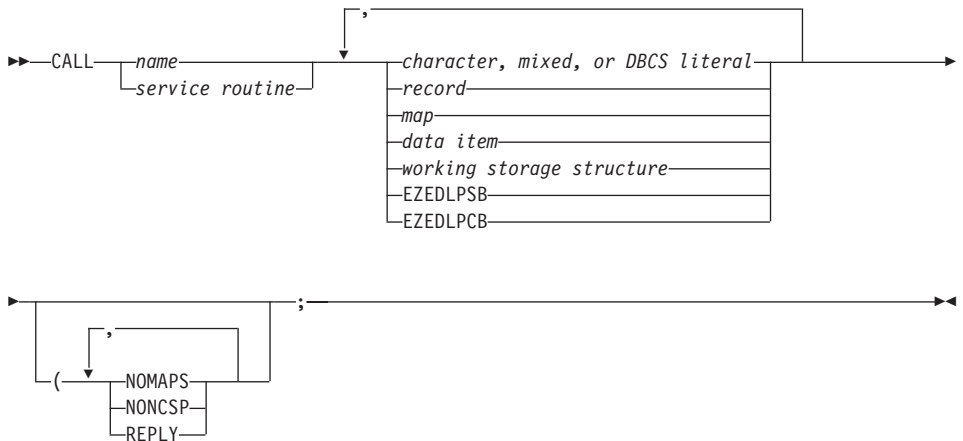 ,
CALL name character, mixed, or DBCS literal
service routine record
map
data item
working storage structure
EZEDLPSB
EZEDLPCB
;
,
( NOMAPS
NONCSP
REPLY